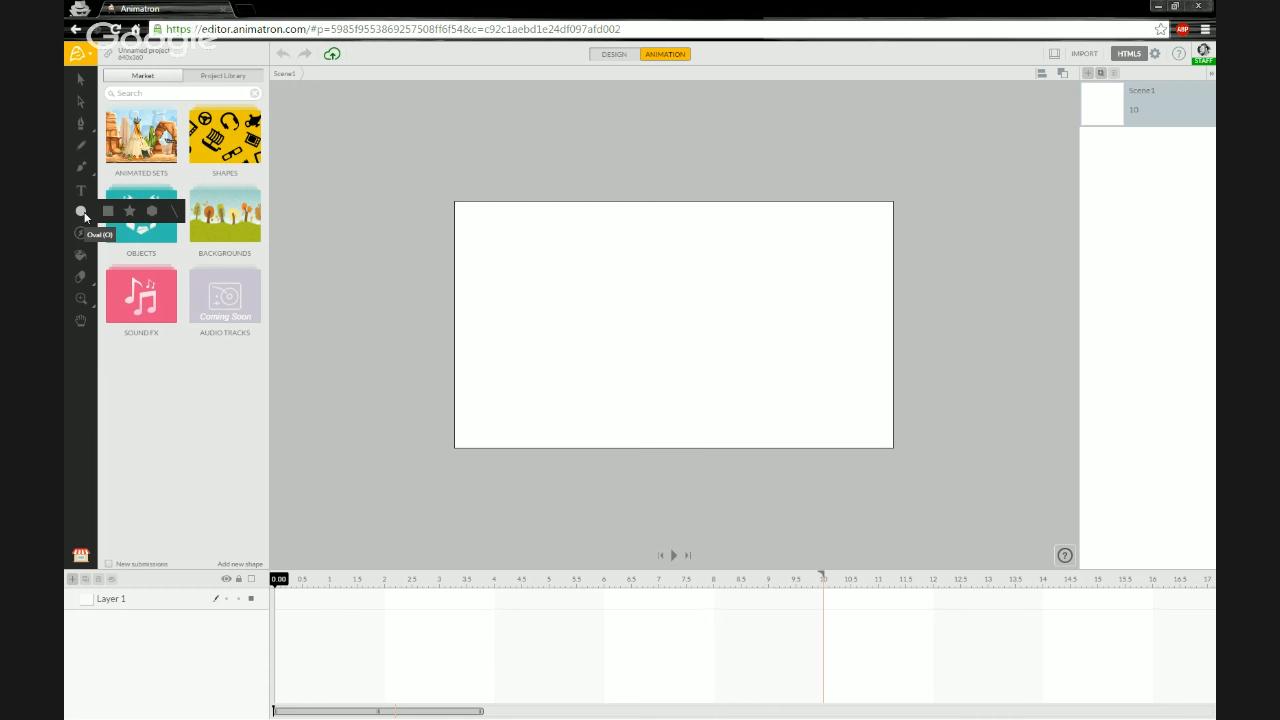 Animatron
https://editor.animatron.com/#p=5985f9553869257508ff6f54&c=c92c1aebd1e24df097afd002
ABP
Google
Unnamed project
640x360
DESIGN
ANIMATION
IMPORT
HTML5
?
STAFF
Market
Project Library
Scene1
Search
Scene1
10
ANIMATED SETS
SHAPES
T
Oval (O)
OBJECTS
BACKGROUNDS
Coming Soon
SOUND FX
AUDIO TRACKS
New submissions
Add new shape
?
0.00 0.5 1 1.5 2 2.5 3 3.5 4 4.5 5 5.5 6 6.5 7 7.5 8 8.5 9 9.5 10 10.5 11 11.5 12 12.5 13 13.5 14 14.5 15 15.5 16 16.5 17
Layer 1